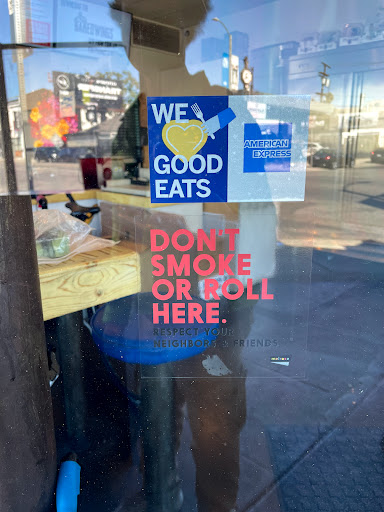 WE
GOOD
EATS
AMERICAN
EXPRESS
DON'T
SMOKE
OR ROLL
HERE.
RESPECT YOUR
NEIGHBORS & FRIENDS